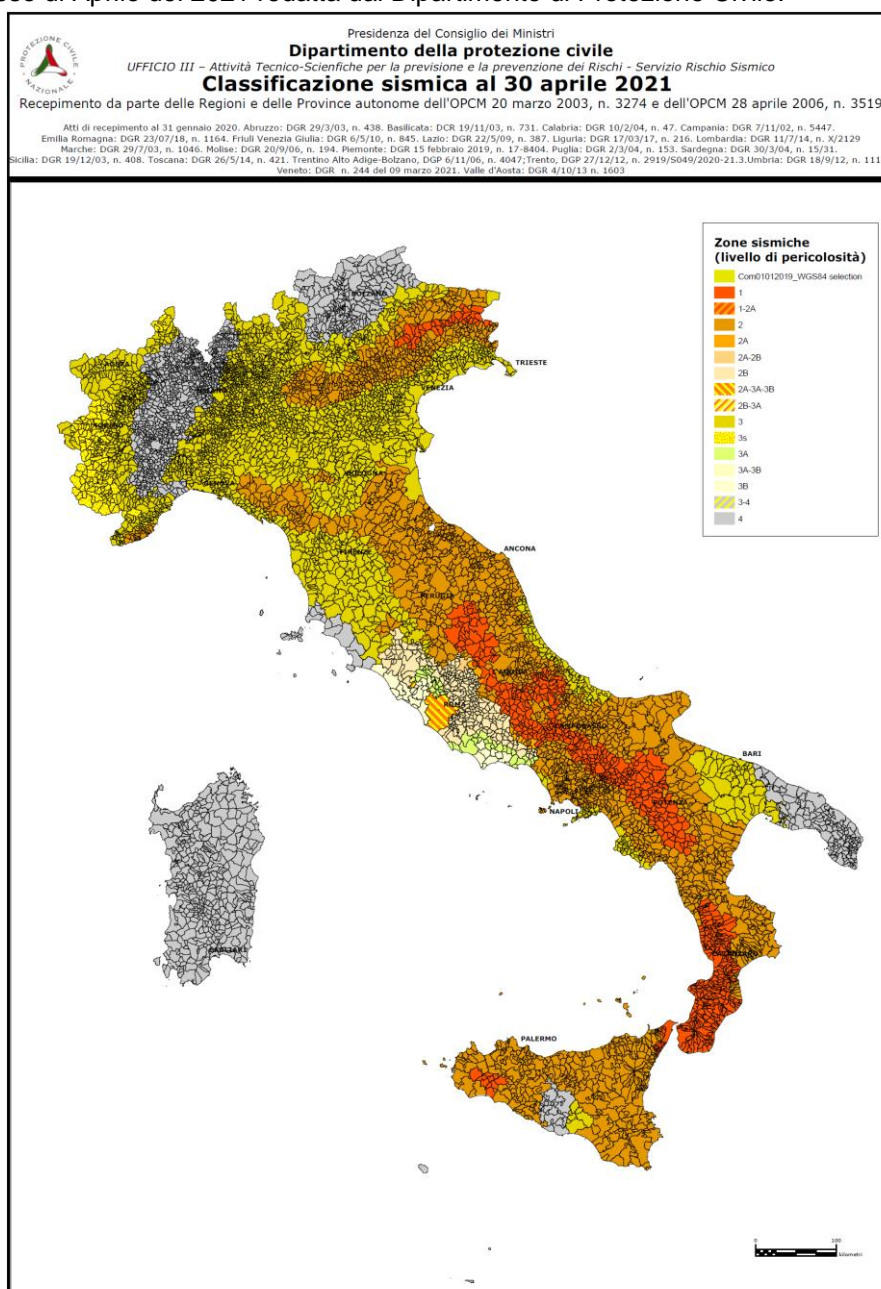 Presidenza del Consiglio dei Ministri
Dipartimento della protezione civile
UFFICIO III – Attività Tecnico-Scienfiche per la previsione e la prevenzione dei Rischi - Servizio Rischio Sismico
Classificazione sismica al 30 aprile 2021
Recepimento da parte delle Regioni e delle Province autonome dell'OPCM 20 marzo 2003, n. 3274 e dell'OPCM 28 aprile 2006, n. 3519
Atti di recepimento al 31 gennaio 2020. Abruzzo: DGR 29/3/03, n. 438. Basilicata: DCR 19/11/03, n. 731. Calabria: DGR 10/2/04, n. 47. Campania: DGR 7/11/02, n. 5447.
Emilia Romagna: DGR 23/07/18, n. 1164. Friuli Venezia Giulia: DGR 6/5/10, n. 845. Lazio: DGR 22/5/09, n. 387. Liguria: DGR 17/03/17, n. 216. Lombardia: DGR 11/7/14, n. X/2129
Marche: DGR 29/7/03, n. 1046. Molise: DGR 20/9/06, n. 194. Piemonte: DGR 15 febbraio 2019, n. 17-8404. Puglia: DGR 2/3/04, n. 153. Sardegna: DGR 30/3/04, n. 15/31.
Sicilia: DGR 19/12/03, n. 408. Toscana: DGR 26/5/14, n. 421. Trentino Alto Adige-Bolzano, DGP 6/11/06, n. 4047;Trento, DGP 27/12/12, n. 2919/S049/2020-21.3.Umbria: DGR 18/9/12, n. 111
Veneto: DGR n. 244 del 09 marzo 2021. Valle d'Aosta: DGR 4/10/13 n. 1603
PROTEZIONE CIVILE
NAZIONALE
Zone sismiche
(livello di pericolosità)
Com01012019_WGS84 selection
1
1-2A
2
2A
2A-2B
2B
2A-3A-3B
2B-3A
3
3s
3A
3A-3B
3B
3-4
4
BOLZANO
TRIESTE
VENEZIA
BOLOGNA
GENOVA
FIRENZE
ANCONA
PERUGIA
ROMA
CAMPOBASSO
BARI
NAPOLI
POTENZA
CAGLIARI
CATANZARO
PALERMO
0 100
kilometri